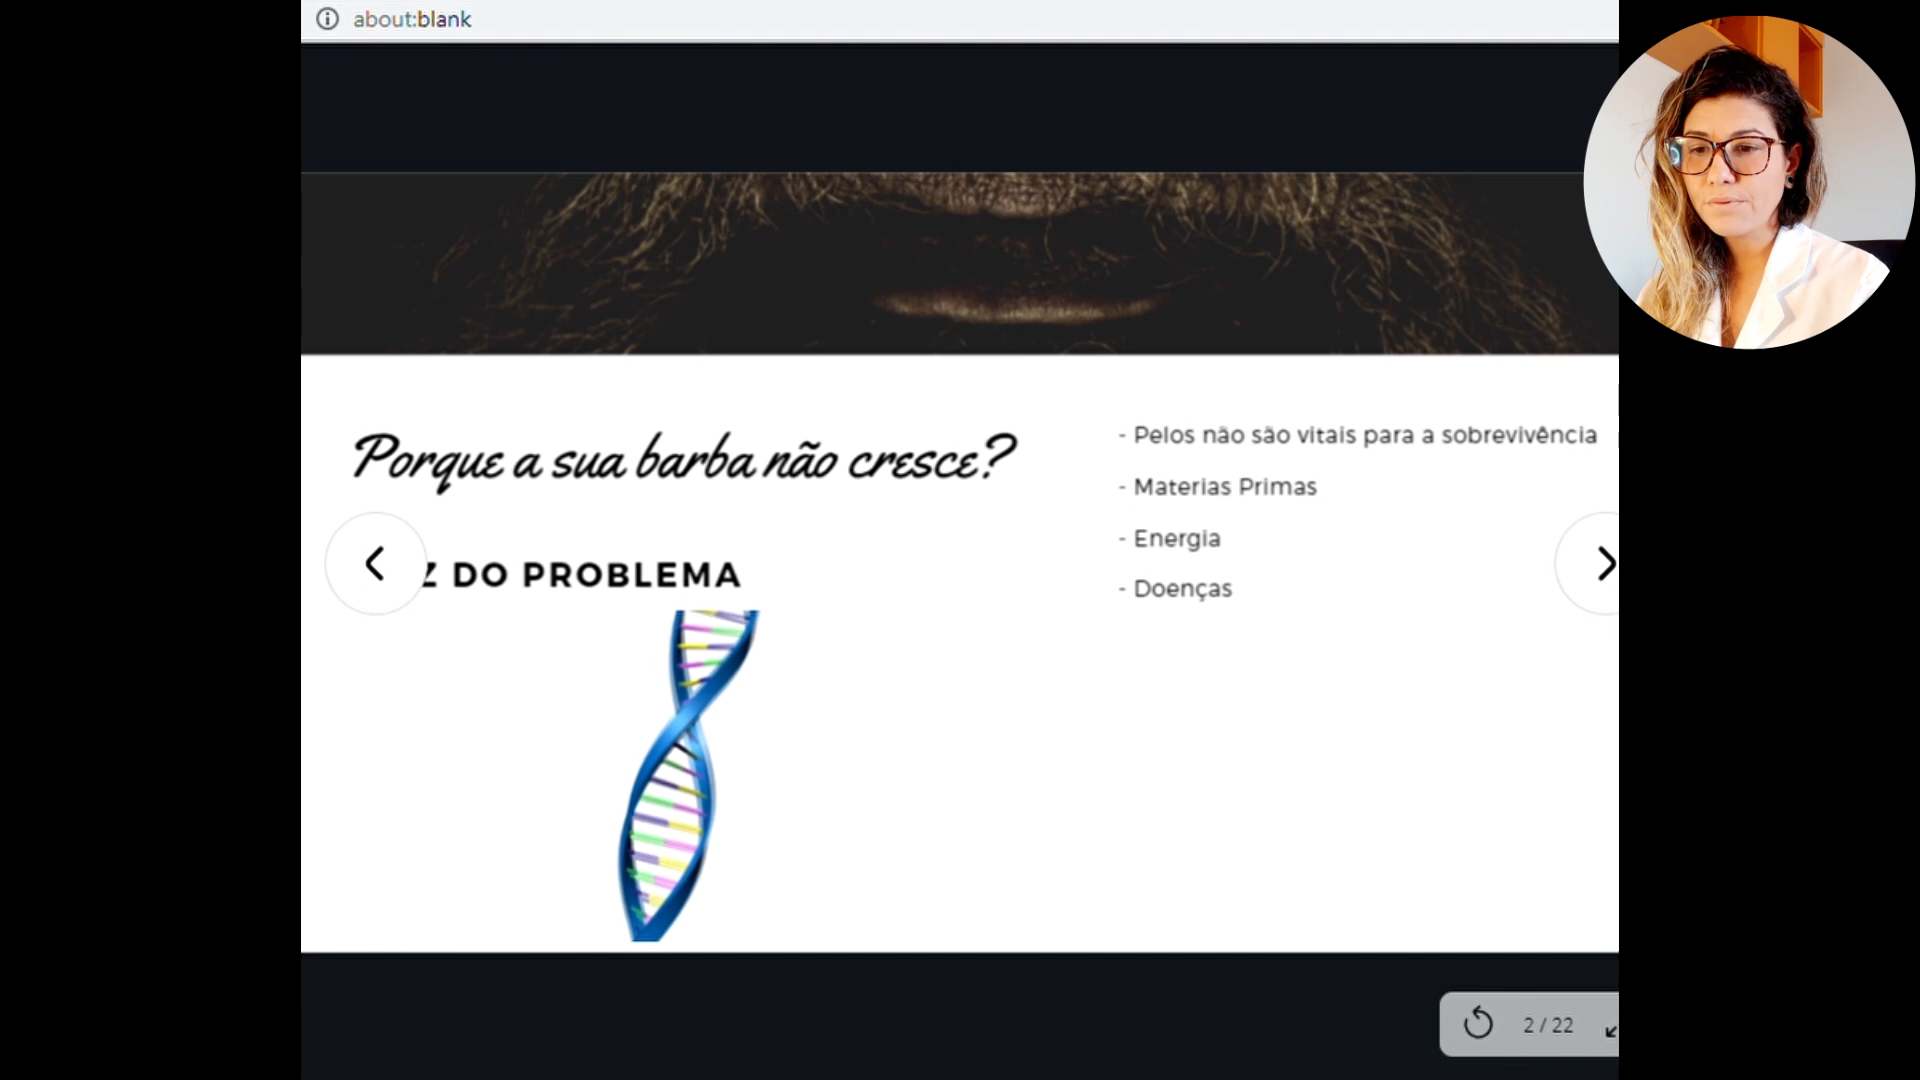 about:blank
Porque a sua barba não cresce?
DO PROBLEMA
- Pelos não são vitais para a sobrevivência
- Materias Primas
- Energia
- Doenças
2 / 22